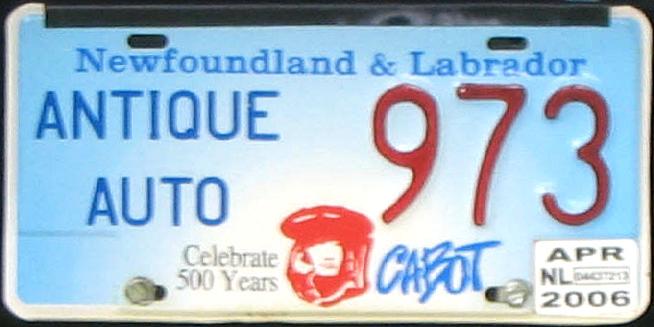 Newfoundland & Labrador
ANTIQUE
AUTO
973
Celebrate
500 Years
CABOT
APR
NL
2006